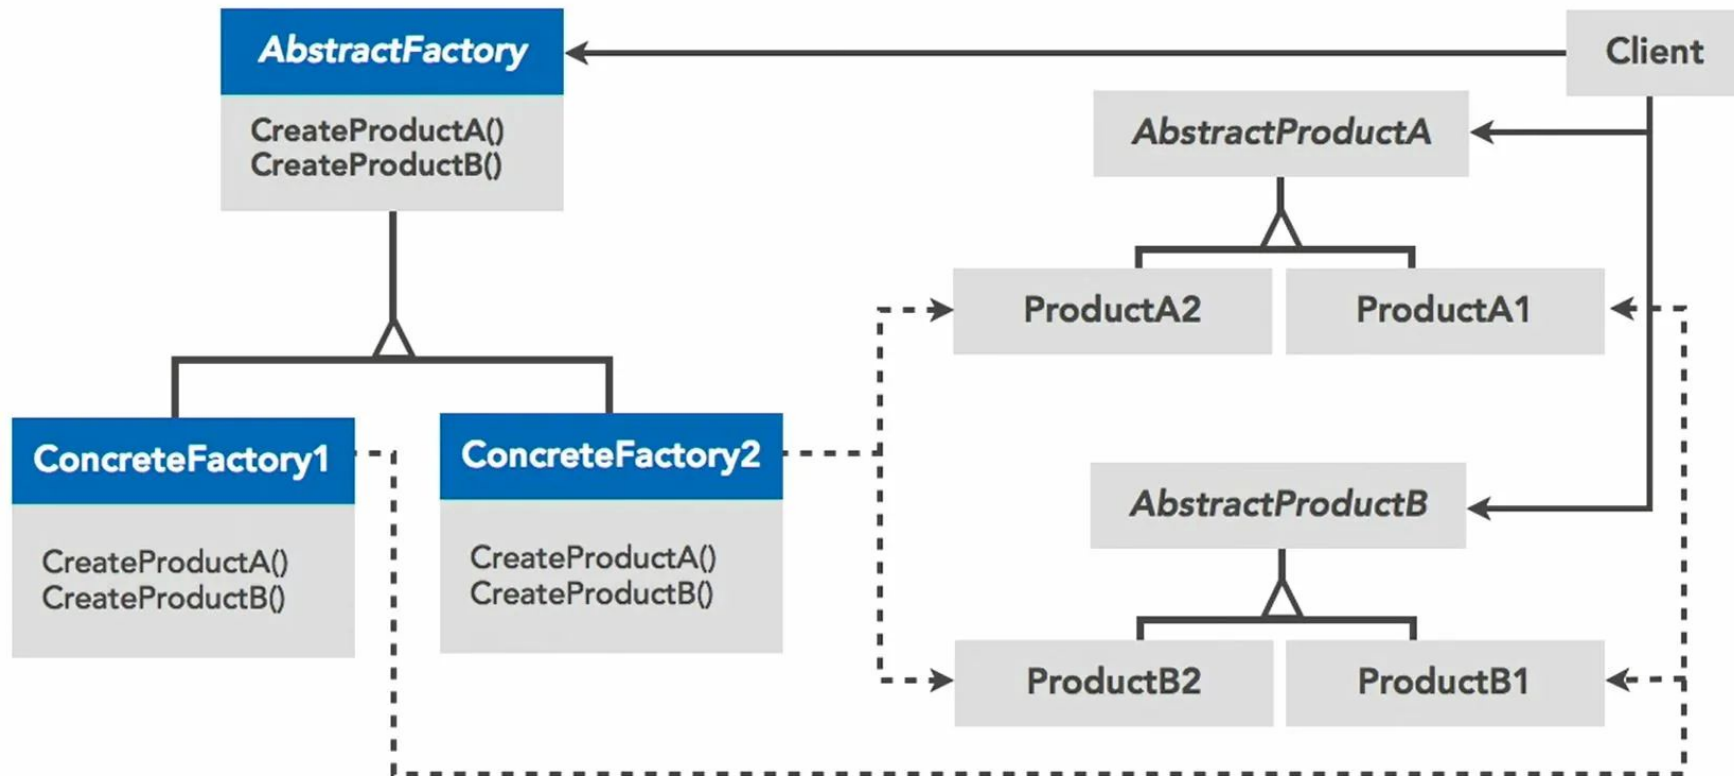 AbstractFactory
CreateProductA()
CreateProductB()
Client
AbstractProductA
ProductA2
ProductA1
ConcreteFactory1
CreateProductA()
CreateProductB()
ConcreteFactory2
CreateProductA()
CreateProductB()
AbstractProductB
ProductB2
ProductB1